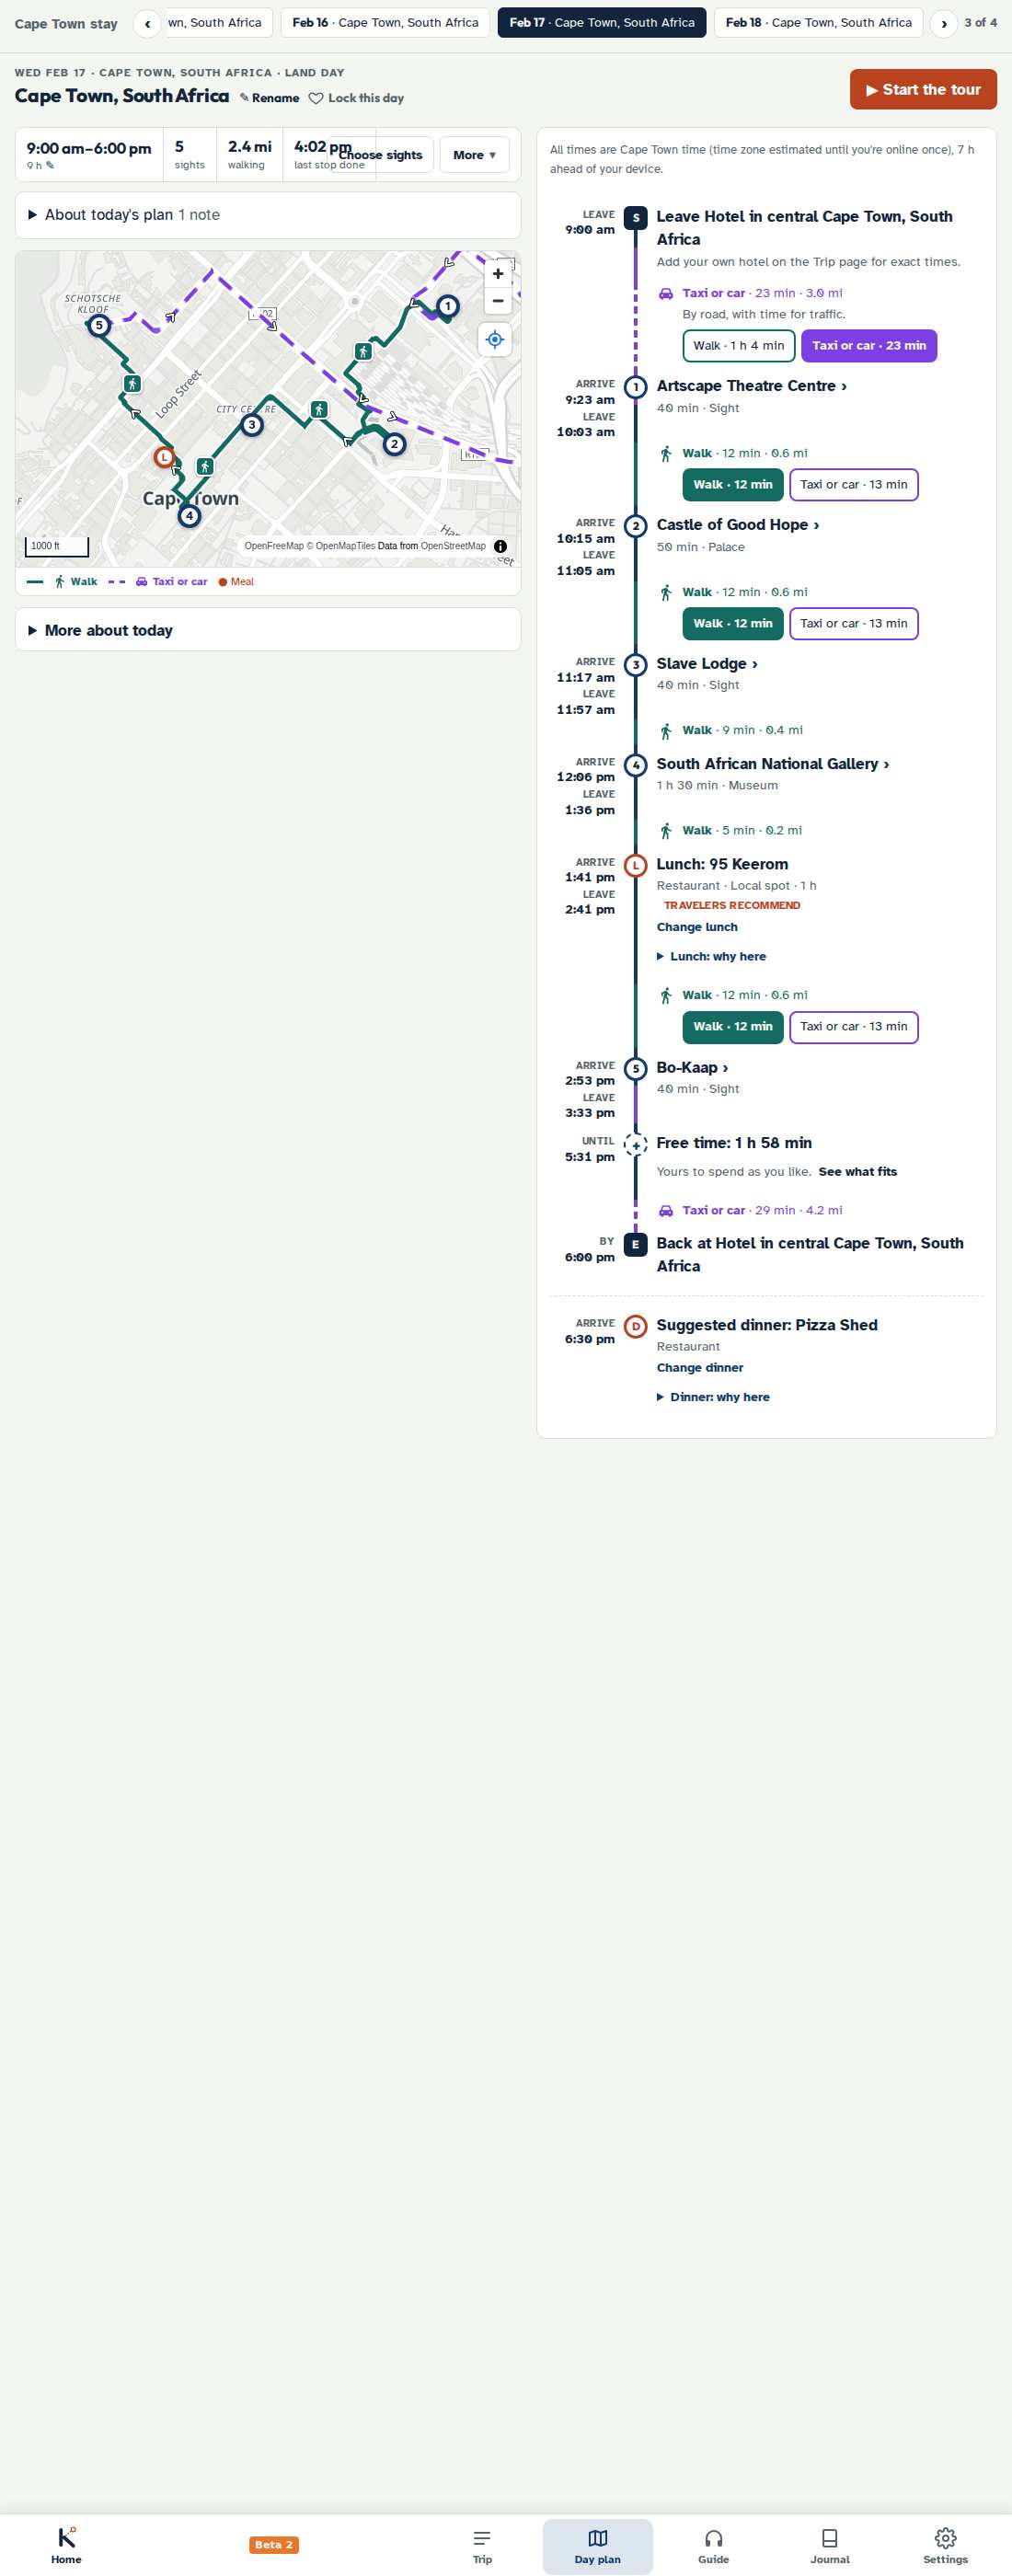 Cape Town stay
‹
wn, South Africa
Feb 16 · Cape Town, South Africa
Feb 17 · Cape Town, South Africa
Feb 18 · Cape Town, South Africa
›
3 of 4
WED FEB 17 · CAPE TOWN, SOUTH AFRICA · LAND DAY
Cape Town, South Africa
✎ Rename
Lock this day
▶ Start the tour
9:00 am–6:00 pm
9 h ✎
5
sights
2.4 mi
walking
4:02 pm
last stop done
Choose sights
More ▼
▶ About today's plan 1 note
SCHOTSCHE
KLOOF
5
1
+
−
Loop Street
CITY CENTRE
3
2
L
Cape Town
4
1000 ft
OpenFreeMap © OpenMapTiles Data from OpenStreetMap
Walk
Taxi or car
Meal
▶ More about today
All times are Cape Town time (time zone estimated until you're online once), 7 h
ahead of your device.
LEAVE
9:00 am
S
Leave Hotel in central Cape Town, South
Africa
Add your own hotel on the Trip page for exact times.
Taxi or car · 23 min · 3.0 mi
By road, with time for traffic.
Walk · 1 h 4 min
Taxi or car · 23 min
ARRIVE
9:23 am
LEAVE
10:03 am
1
Artscape Theatre Centre ›
40 min · Sight
Walk · 12 min · 0.6 mi
Walk · 12 min
Taxi or car · 13 min
ARRIVE
10:15 am
LEAVE
11:05 am
2
Castle of Good Hope ›
50 min · Palace
Walk · 12 min · 0.6 mi
Walk · 12 min
Taxi or car · 13 min
ARRIVE
11:17 am
LEAVE
11:57 am
3
Slave Lodge ›
40 min · Sight
Walk · 9 min · 0.4 mi
ARRIVE
12:06 pm
LEAVE
1:36 pm
4
South African National Gallery ›
1 h 30 min · Museum
Walk · 5 min · 0.2 mi
ARRIVE
1:41 pm
LEAVE
2:41 pm
L
Lunch: 95 Keerom
Restaurant · Local spot · 1 h
TRAVELERS RECOMMEND
Change lunch
▶ Lunch: why here
Walk · 12 min · 0.6 mi
Walk · 12 min
Taxi or car · 13 min
ARRIVE
2:53 pm
LEAVE
3:33 pm
5
Bo-Kaap ›
40 min · Sight
UNTIL
5:31 pm
+
Free time: 1 h 58 min
Yours to spend as you like. See what fits
Taxi or car · 29 min · 4.2 mi
BY
6:00 pm
E
Back at Hotel in central Cape Town, South
Africa
ARRIVE
6:30 pm
D
Suggested dinner: Pizza Shed
Restaurant
Change dinner
▶ Dinner: why here
Home
Beta 2
Trip
Day plan
Guide
Journal
Settings